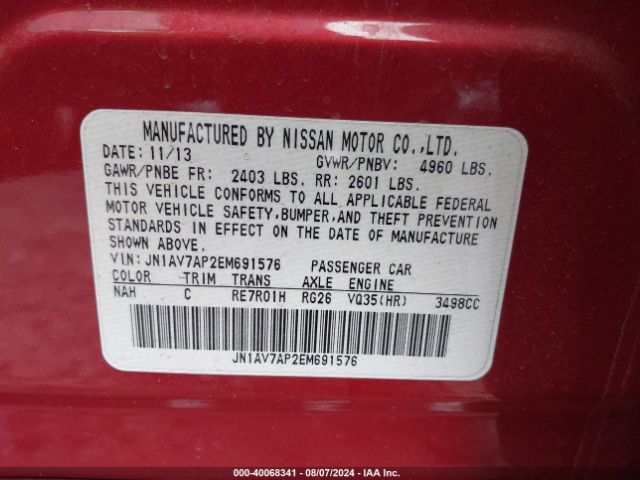 MANUFACTURED BY NISSAN MOTOR CO.,LTD.
DATE: 11/13 GVWR/PNBV: 4960 LBS.
GAWR/PNBE FR: 2403 LBS. RR: 2601 LBS.
THIS VEHICLE CONFORMS TO ALL APPLICABLE FEDERAL
MOTOR VEHICLE SAFETY,BUMPER,AND THEFT PREVENTION
STANDARDS IN EFFECT ON THE DATE OF MANUFACTURE
SHOWN ABOVE.
VIN: JN1AV7AP2EM691576 PASSENGER CAR
COLOR TRIM TRANS AXLE ENGINE
NAH C RE7R01H RG26 VQ35(HR) 3498CC
JN1AV7AP2EM691576
000-40068341 - 08/07/2024 - IAAI.COM